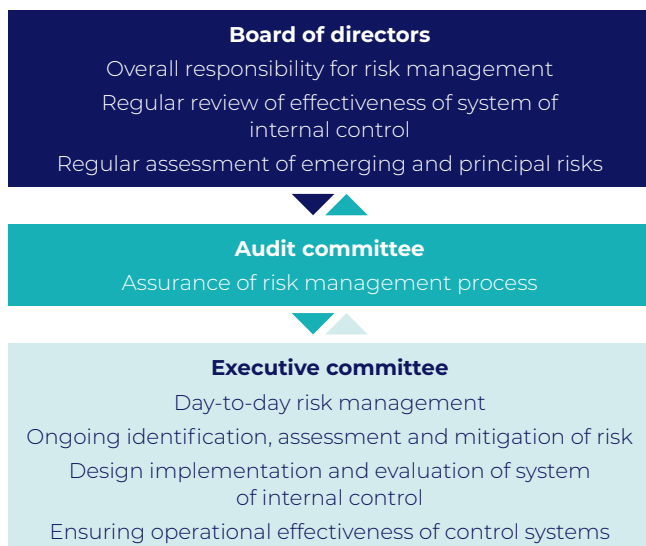 Board of directors
Overall responsibility for risk management
Regular review of effectiveness of system of
internal control
Regular assessment of emerging and principal risks
Audit committee
Assurance of risk management process
Executive committee
Day-to-day risk management
Ongoing identification, assessment and mitigation of risk
Design implementation and evaluation of system
of internal control
Ensuring operational effectiveness of control systems